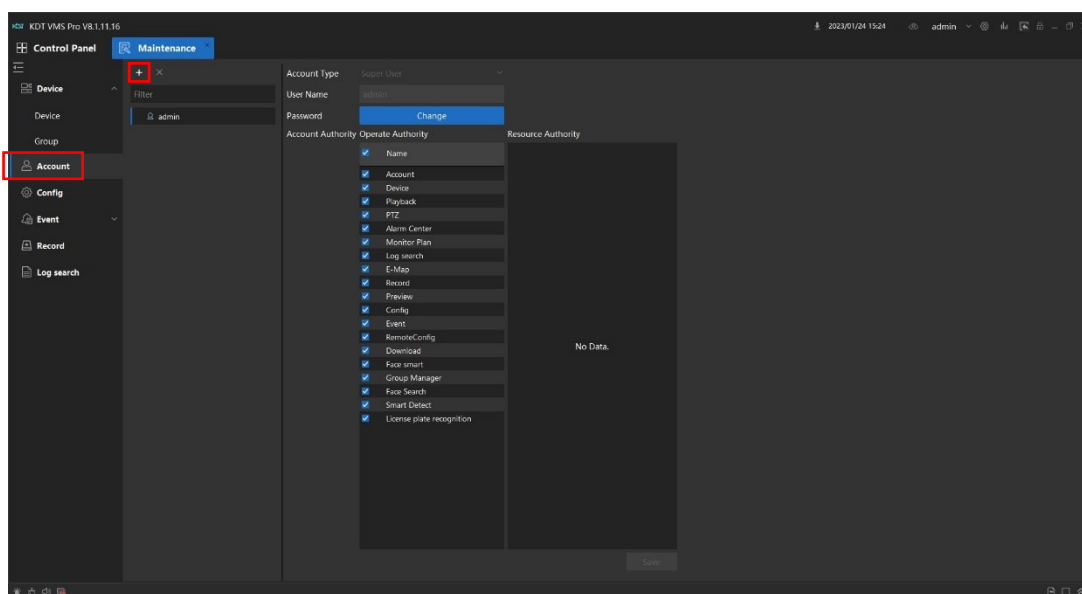 KDT VMS Pro V8.1.11.16
2023/01/24 15:24
admin
Control Panel
Maintenance
Device
Device
Group
Account
Config
Event
Record
Log search
Filter
admin
Account Type
Super User
User Name
admin
Password
Change
Account Authority
Operate Authority
Resource Authority
Name
Account
Device
Playback
PTZ
Alarm Center
Monitor Plan
Log search
E-Map
Record
Preview
Config
Event
RemoteConfig
Download
Face smart
Group Manager
Face Search
Smart Detect
License plate recognition
No Data.
Save